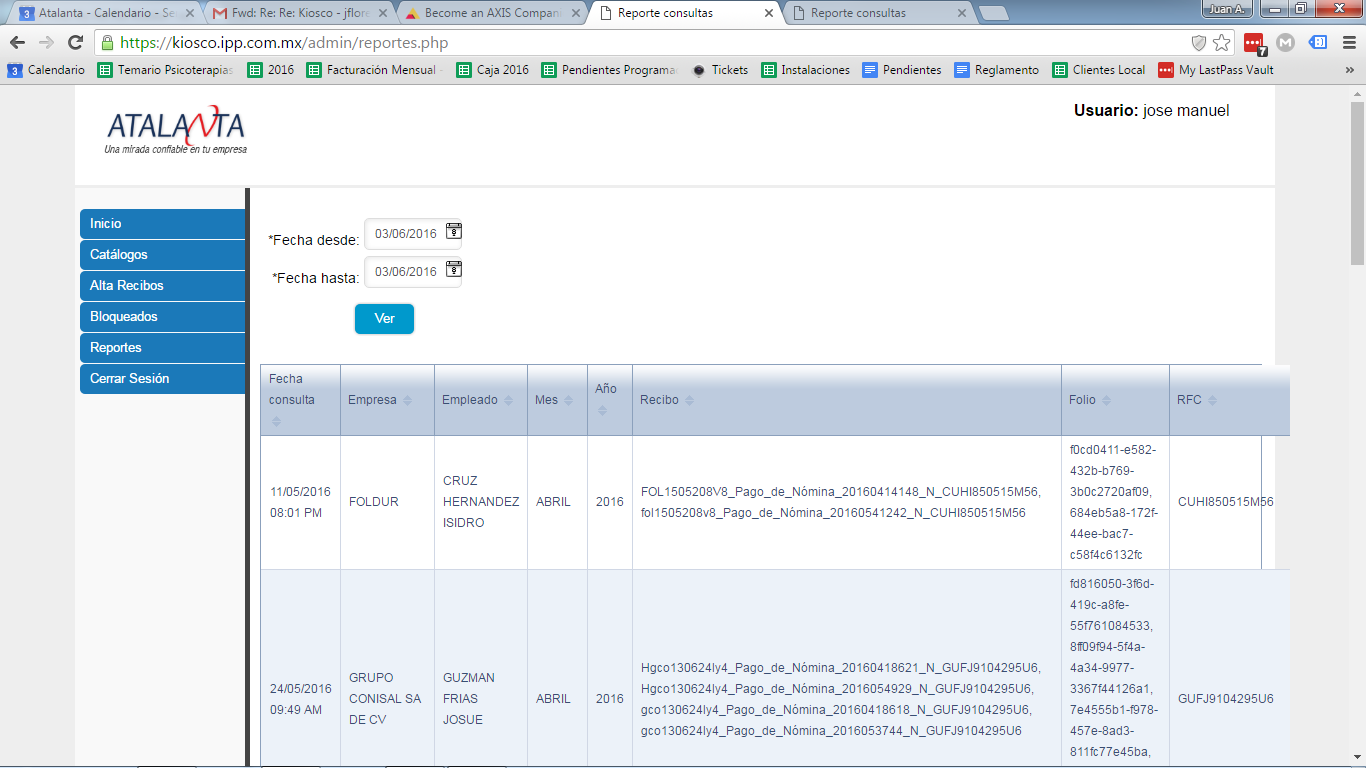 Atalanta - Calendario - Se
Fwd: Re: Re: Kiosco - jflore
Become an AXIS Compani
Reporte consultas
Reporte consultas
Juan A.
https://kiosco.ipp.com.mx/admin/reportes.php
7
3 Calendario
Temario Psicoterapias
2016
Facturación Mensual -
Caja 2016
Pendientes Programa
Tickets
Instalaciones
Pendientes
Reglamento
Clientes Local
My LastPass Vault
»
ATALANTA
Una mirada confiable en tu empresa
Usuario: jose manuel
Inicio
Catálogos
Alta Recibos
Bloqueados
Reportes
Cerrar Sesión
*Fecha desde: 03/06/2016
*Fecha hasta: 03/06/2016
Ver
Fecha
consulta
Empresa
Empleado
Mes
Año
Recibo
Folio
RFC
11/05/2016
08:01 PM
FOLDUR
CRUZ
HERNANDEZ
ISIDRO
ABRIL
2016
FOL1505208V8_Pago_de_Nómina_20160414148_N_CUHI850515M56,
fol1505208v8_Pago_de_Nómina_20160541242_N_CUHI850515M56
f0cd0411-e582-
432b-b769-
3b0c2720af09,
684eb5a8-172f-
44ee-bac7-
c58f4c6132fc
CUHI850515M56
24/05/2016
09:49 AM
GRUPO
CONISAL SA
DE CV
GUZMAN
FRIAS
JOSUE
ABRIL
2016
Hgco130624ly4_Pago_de_Nómina_20160418621_N_GUFJ9104295U6,
Hgco130624ly4_Pago_de_Nómina_2016054929_N_GUFJ9104295U6,
gco130624ly4_Pago_de_Nómina_20160418618_N_GUFJ9104295U6,
gco130624ly4_Pago_de_Nómina_2016053744_N_GUFJ9104295U6
fd816050-3f6d-
419c-a8fe-
55f761084533,
8ff09f94-5f4a-
4a34-9977-
3367f44126a1,
7e4555b1-f978-
457e-8ad3-
811fc77e45ba,
GUFJ9104295U6